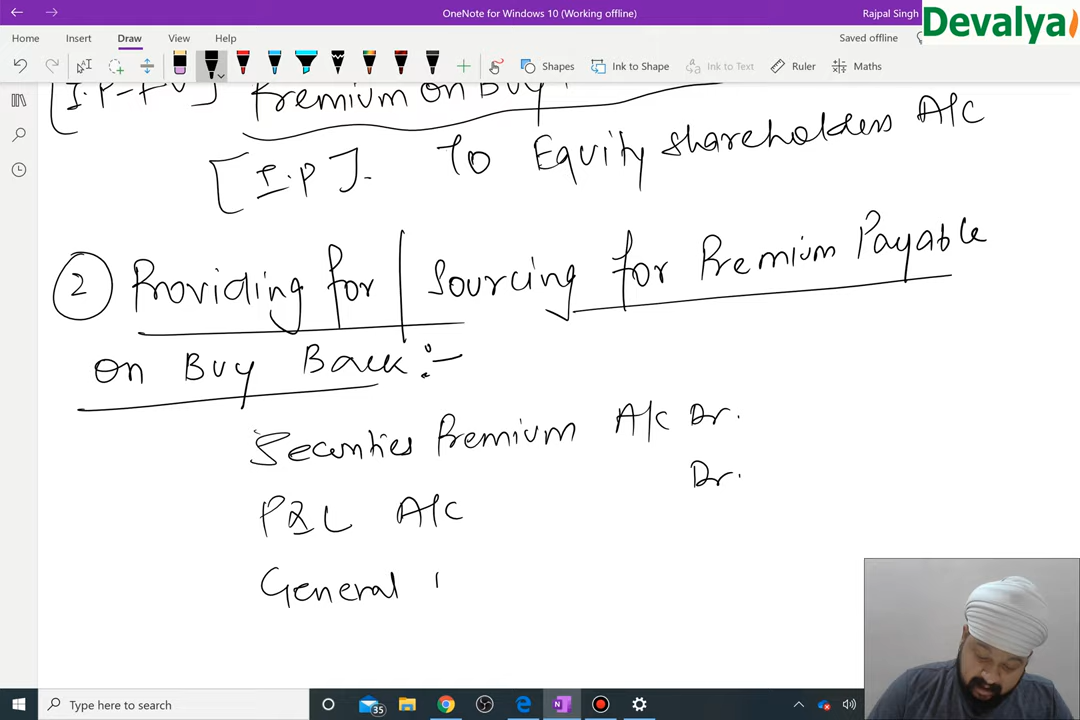 OneNote for Windows 10 (Working offline)
Rajpal Singh
Devalya
Home Insert Draw View Help
Saved offline
Shapes Ink to Shape Ink to Text Ruler Maths
[I.P-FV] Premium on Buy
[I.P]. To Equity shareholders A/c
② Providing for / Sourcing for Premium Payable
on Buy Back :-
Securities Premium A/c Dr.
Dr.
P&L A/c
General
Type here to search
35